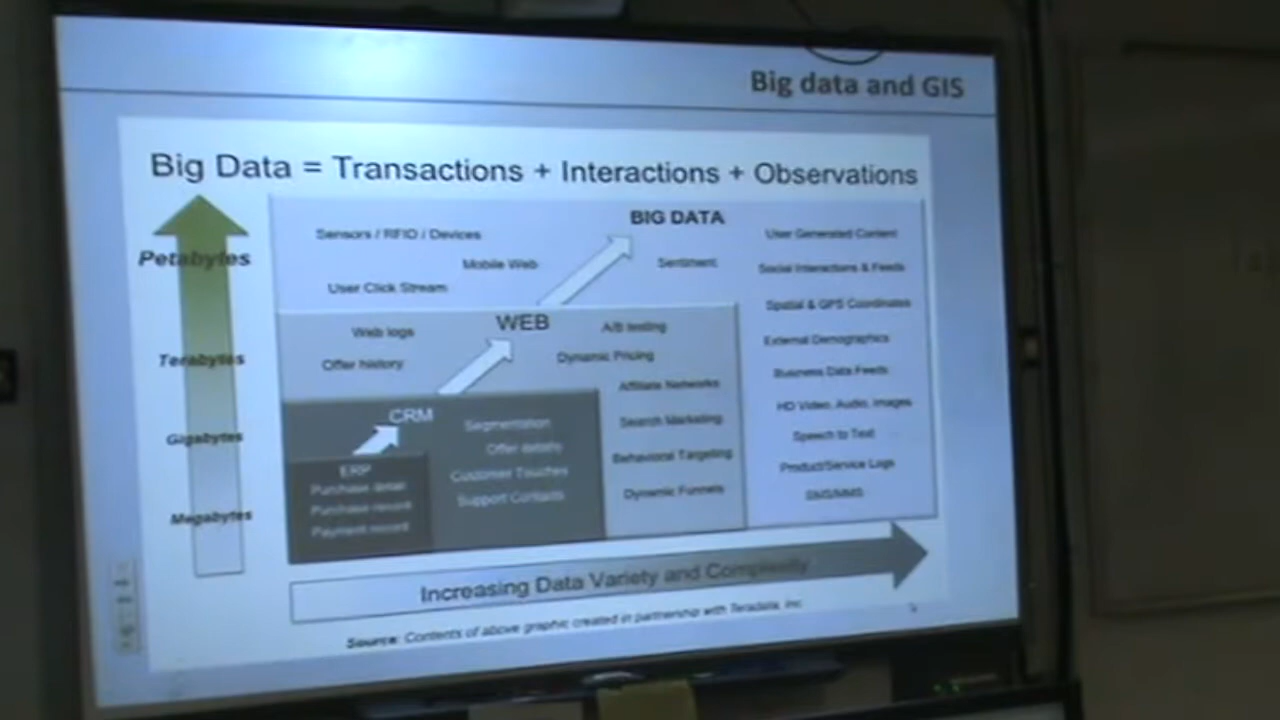 Big data and GIS
Big Data = Transactions + Interactions + Observations
Petabytes
Terabytes
Gigabytes
Megabytes
BIG DATA
Sensors / RFID / Devices
Mobile Web
User Click Stream
Sentiment
User Generated Content
Social Interactions & Feeds
Spatial & GPS Coordinates
External Demographics
Business Data Feeds
HD Video, Audio, Images
Speech to Text
Product/Service Logs
SMS/MMS
WEB
Web logs
Offer history
A/B testing
Dynamic Pricing
Affiliate Networks
Search Marketing
Behavioral Targeting
Dynamic Funnels
CRM
Segmentation
Offer details
Customer Touches
Support Contacts
ERP
Purchase detail
Purchase record
Payment record
Increasing Data Variety and Complexity
Source: Contents of above graphic created in partnership with Teradata, Inc.